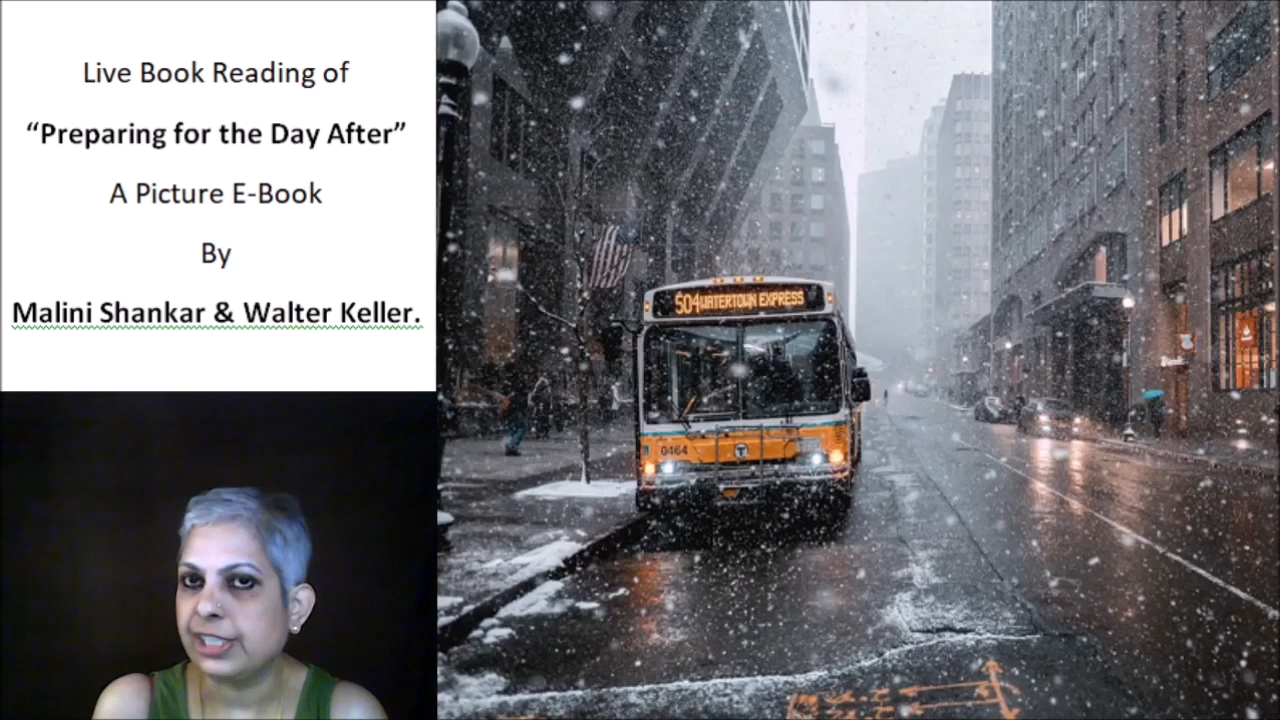 Live Book Reading of
“Preparing for the Day After”
A Picture E-Book
By
Malini Shankar & Walter Keller.
504 WATERTOWN EXPRESS
0464
T